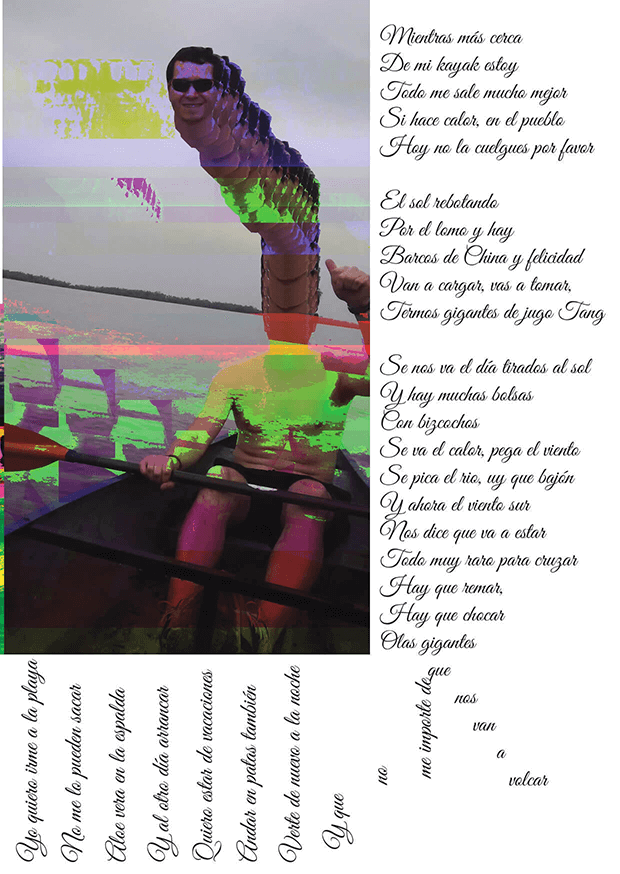 Mientras más cerca
De mi kayak estoy
Todo me sale mucho mejor
Si hace calor, en el pueblo
Hoy no la cuelgues por favor
El sol rebotando
Por el lomo y hay
Barcos de China y felicidad
Van a cargar, vas a tomar,
Termos gigantes de jugo Tang
Se nos va el día tirados al sol
Y hay muchas bolsas
Con bizcochos
Se va el calor, pega el viento
Se pica el rio, uy que bajón
Y ahora el viento sur
Nos dice que va a estar
Todo muy raro para cruzar
Hay que remar,
Hay que chocar
Olas gigantes
Yo quiero irme a la playa
No me lo pueden sacar
Aloe vera en la espalda
Y al otro día arrancar
Quiero estar de vacaciones
Andar en patas también
Verte de nuevo a la noche
Y que
no
me importe de
que
nos
van
a
volcar